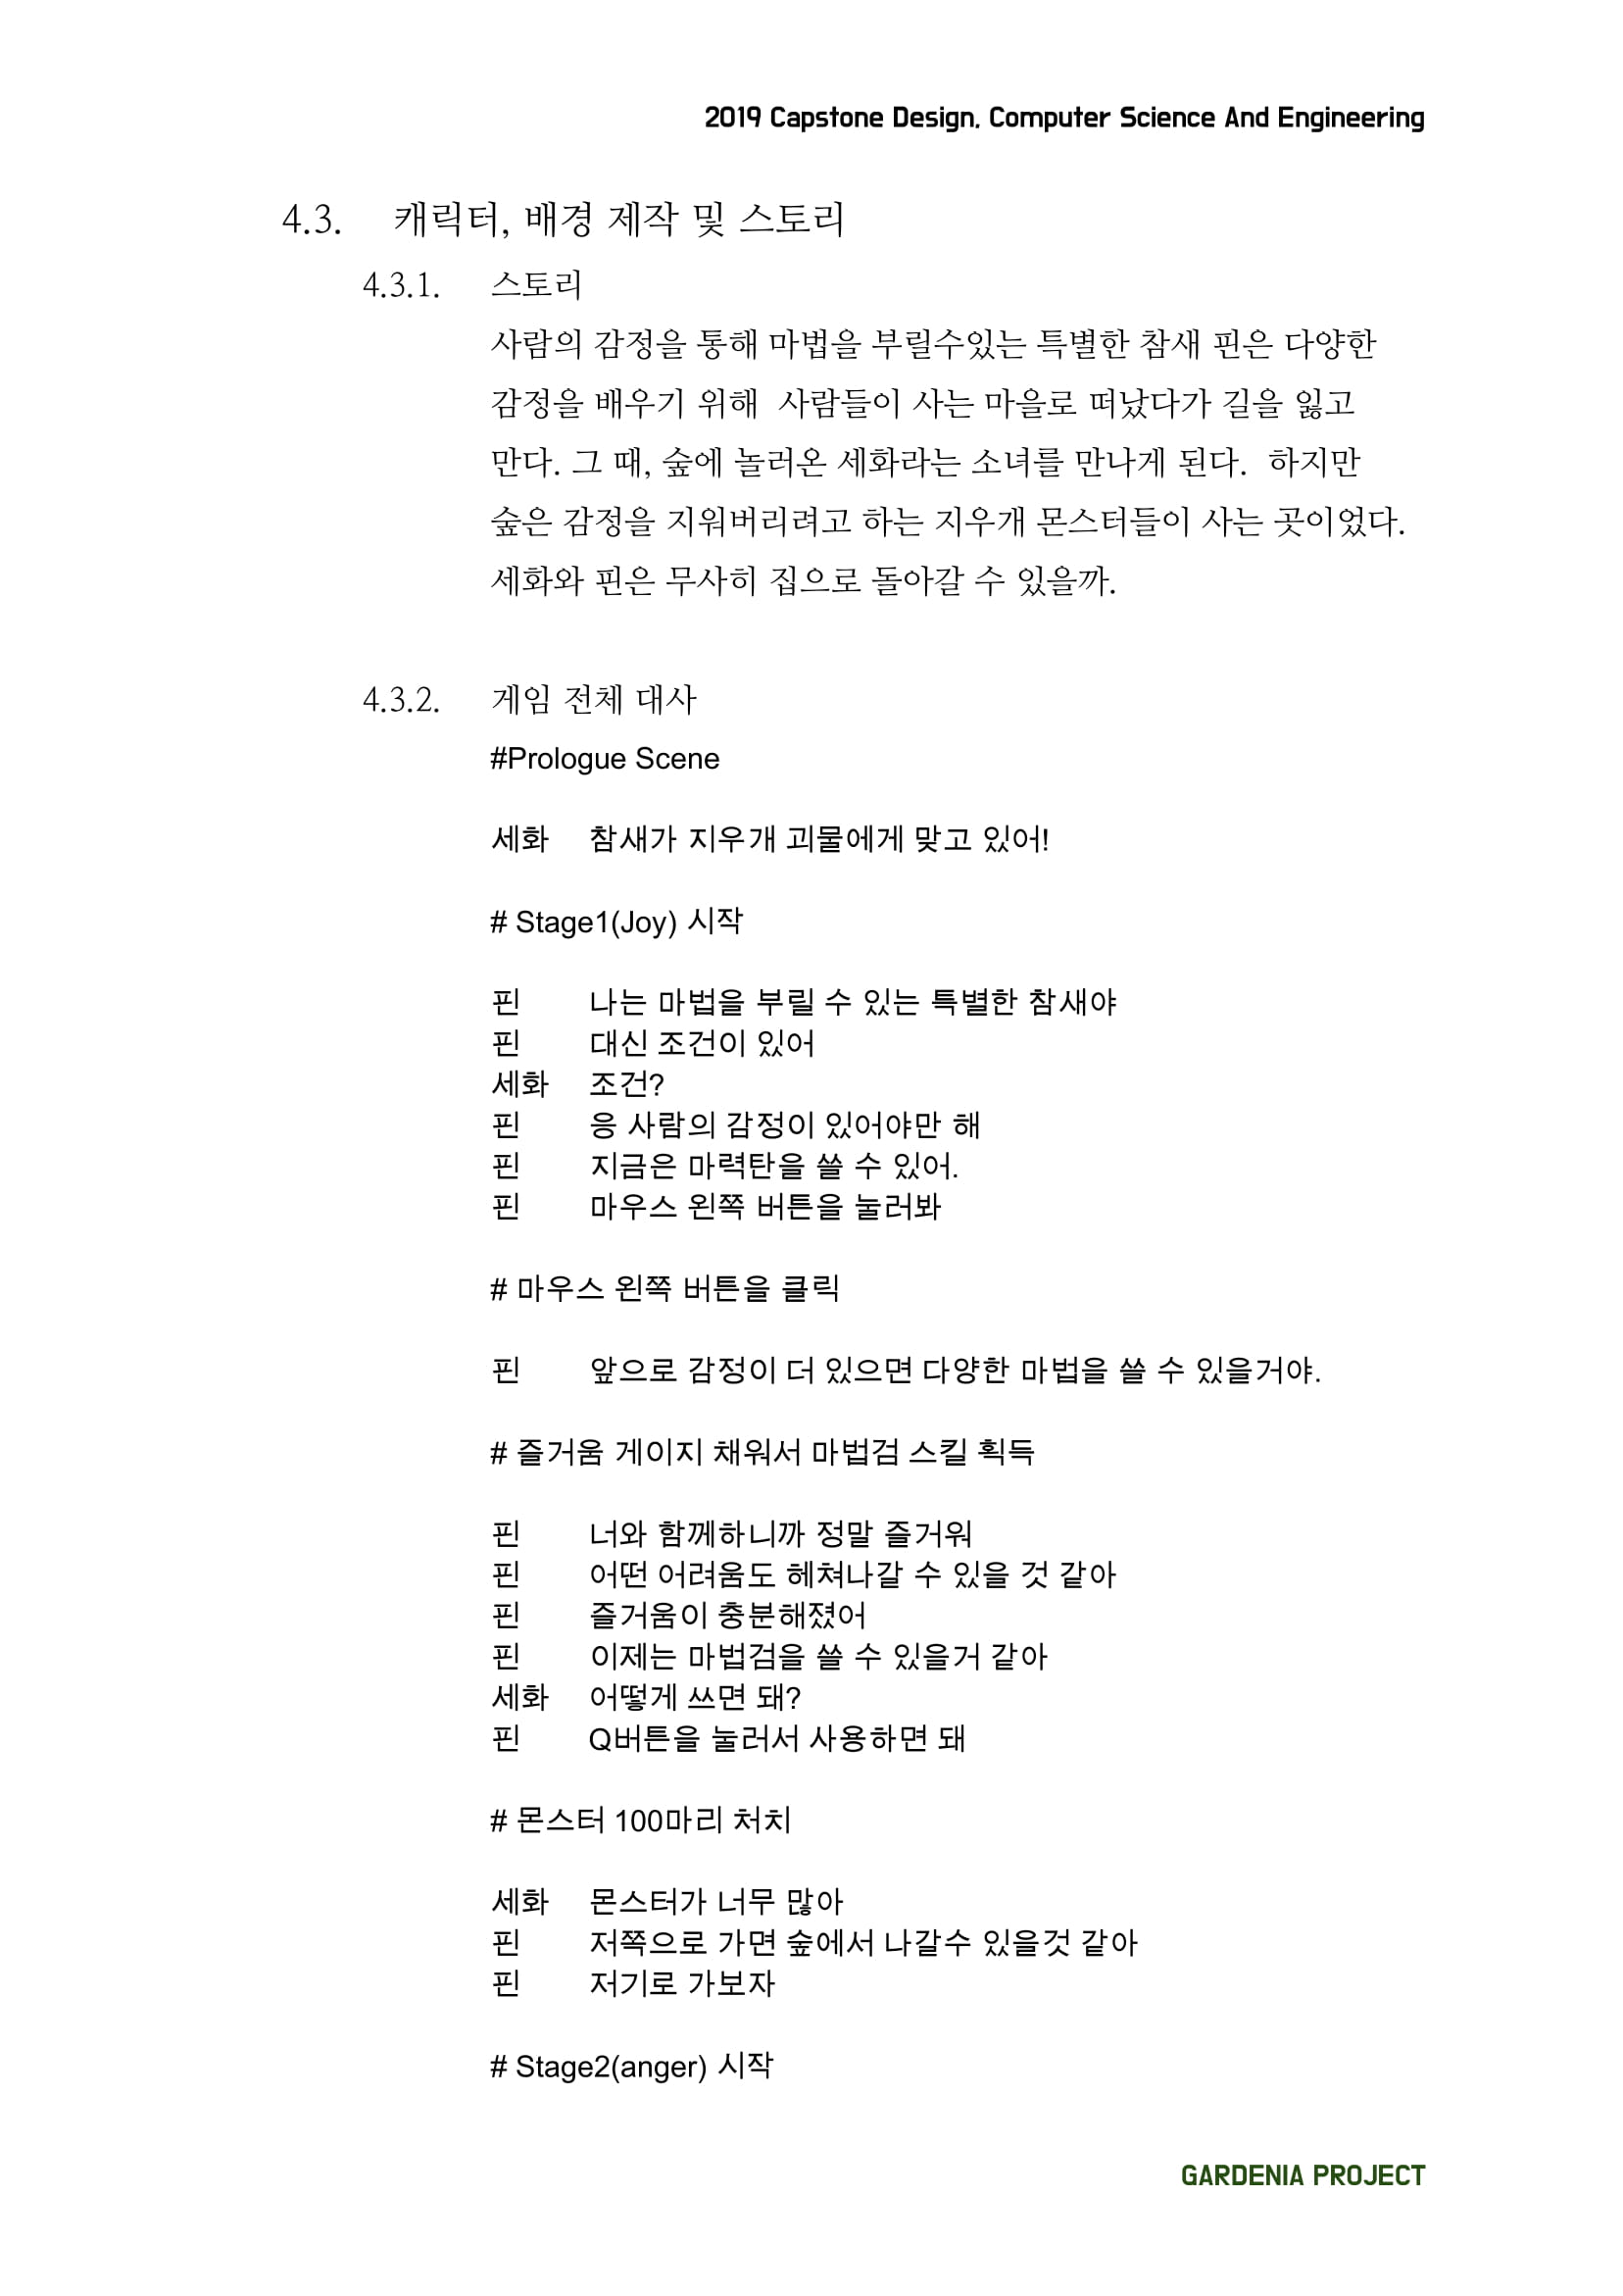 2019 Capstone Design, Computer Science And Engineering
4.3. 캐릭터, 배경 제작 및 스토리
4.3.1. 스토리
사람의 감정을 통해 마법을 부릴수있는 특별한 참새 핀은 다양한
감정을 배우기 위해 사람들이 사는 마을로 떠났다가 길을 잃고
만다. 그 때, 숲에 놀러온 세화라는 소녀를 만나게 된다. 하지만
숲은 감정을 지워버리려고 하는 지우개 몬스터들이 사는 곳이었다.
세화와 핀은 무사히 집으로 돌아갈 수 있을까.
4.3.2. 게임 전체 대사
#Prologue Scene
세화 참새가 지우개 괴물에게 맞고 있어!
# Stage1(Joy) 시작
핀 나는 마법을 부릴 수 있는 특별한 참새야
핀 대신 조건이 있어
세화 조건?
핀 응 사람의 감정이 있어야만 해
핀 지금은 마력탄을 쓸 수 있어.
핀 마우스 왼쪽 버튼을 눌러봐
# 마우스 왼쪽 버튼을 클릭
핀 앞으로 감정이 더 있으면 다양한 마법을 쓸 수 있을거야.
# 즐거움 게이지 채워서 마법검 스킬 획득
핀 너와 함께하니까 정말 즐거워
핀 어떤 어려움도 헤쳐나갈 수 있을 것 같아
핀 즐거움이 충분해졌어
핀 이제는 마법검을 쓸 수 있을거 같아
세화 어떻게 쓰면 돼?
핀 Q버튼을 눌러서 사용하면 돼
# 몬스터 100마리 처치
세화 몬스터가 너무 많아
핀 저쪽으로 가면 숲에서 나갈수 있을것 같아
핀 저기로 가보자
# Stage2(anger) 시작
GARDENIA PROJECT